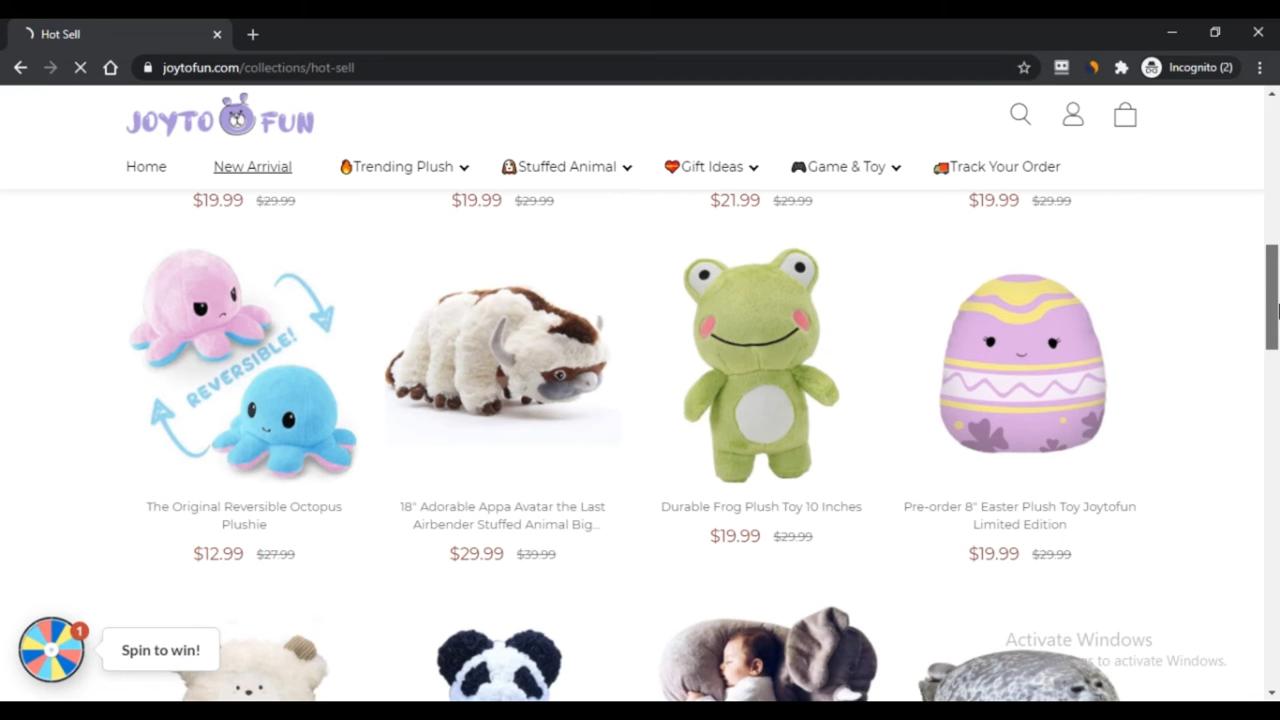 Hot Sell
joytofun.com/collections/hot-sell
Incognito (2)
JOYTO FUN
Home New Arrivial Trending Plush Stuffed Animal Gift Ideas Game & Toy Track Your Order
$19.99 $29.99 $19.99 $29.99 $21.99 $29.99 $19.99 $29.99
REVERSIBLE!
The Original Reversible Octopus
Plushie
$12.99 $27.99
18" Adorable Appa Avatar the Last
Airbender Stuffed Animal Big...
$29.99 $39.99
Durable Frog Plush Toy 10 Inches
$19.99 $29.99
Pre-order 8" Easter Plush Toy Joytofun
Limited Edition
$19.99 $29.99
1
Spin to win!
Activate Windows
to activate Windows.